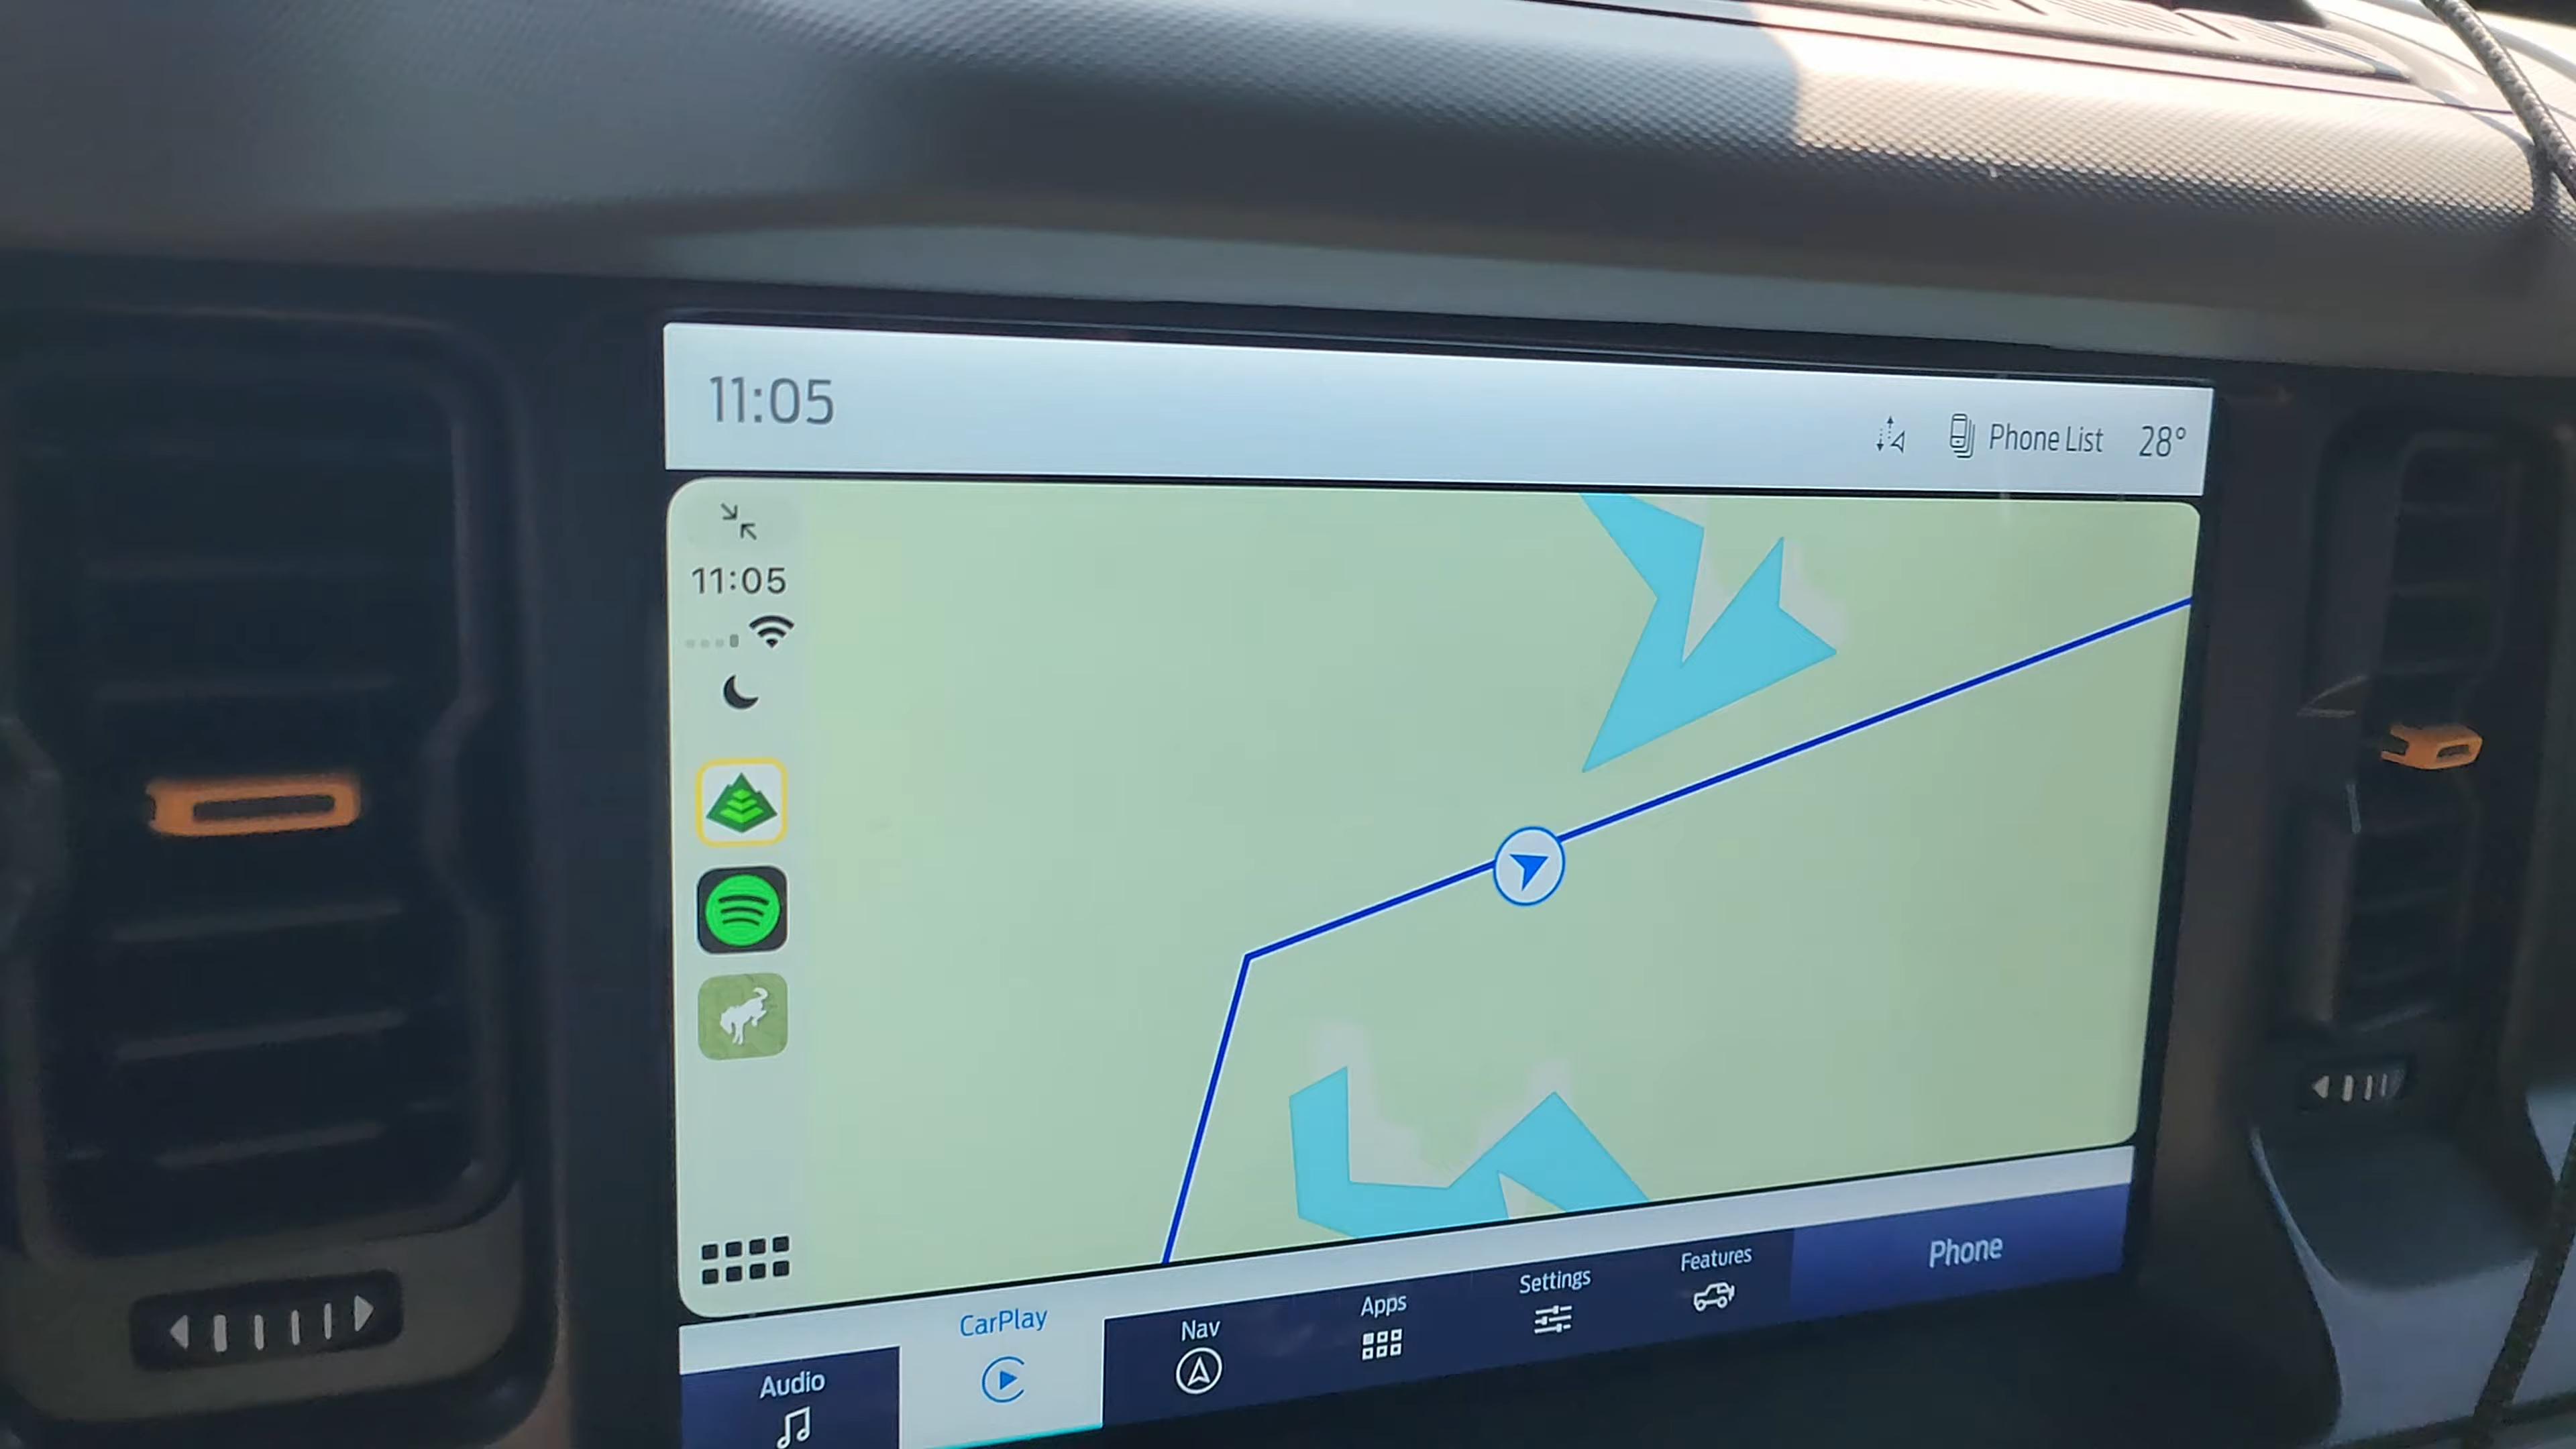 11:05
Phone List 28°
11:05
Audio
CarPlay
Nav
Apps
Settings
Features
Phone